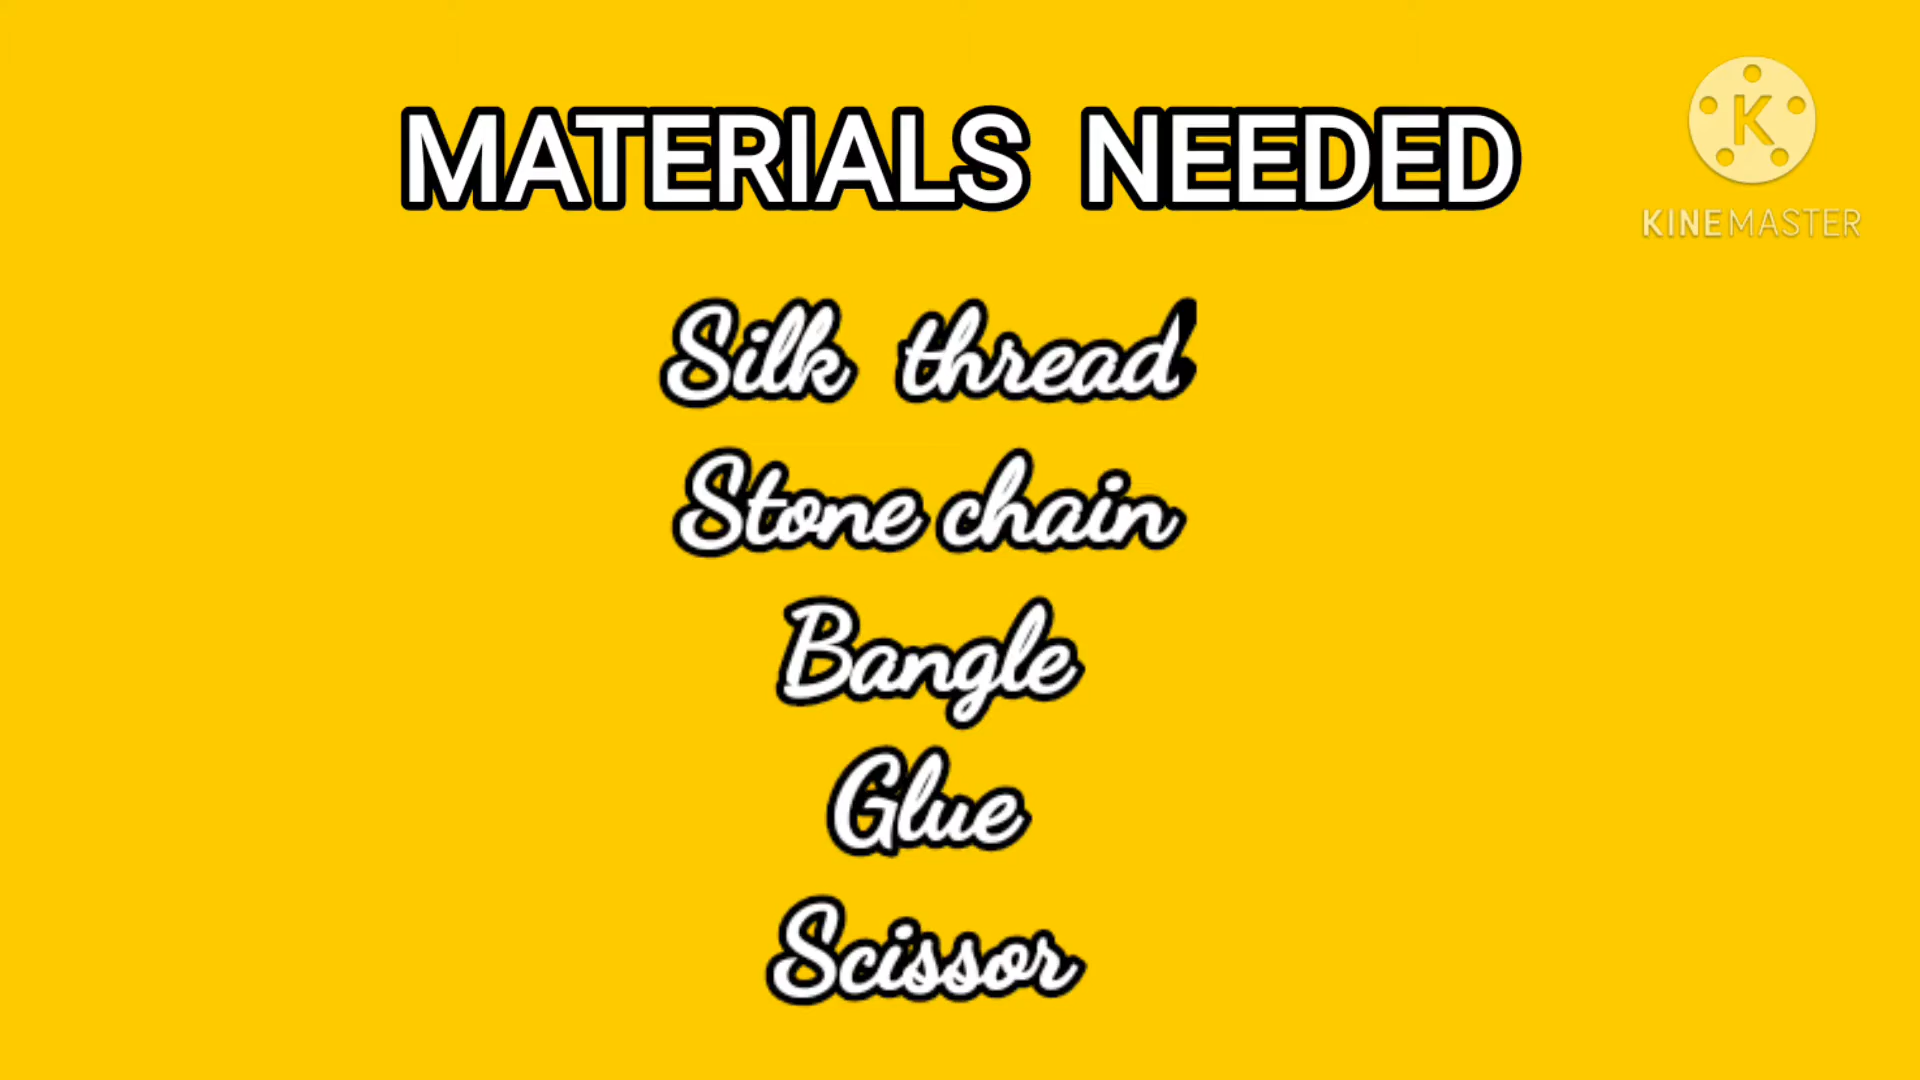 MATERIALS NEEDED
K
KINEMASTER
Silk thread
Stone chain
Bangle
Glue
Scissor